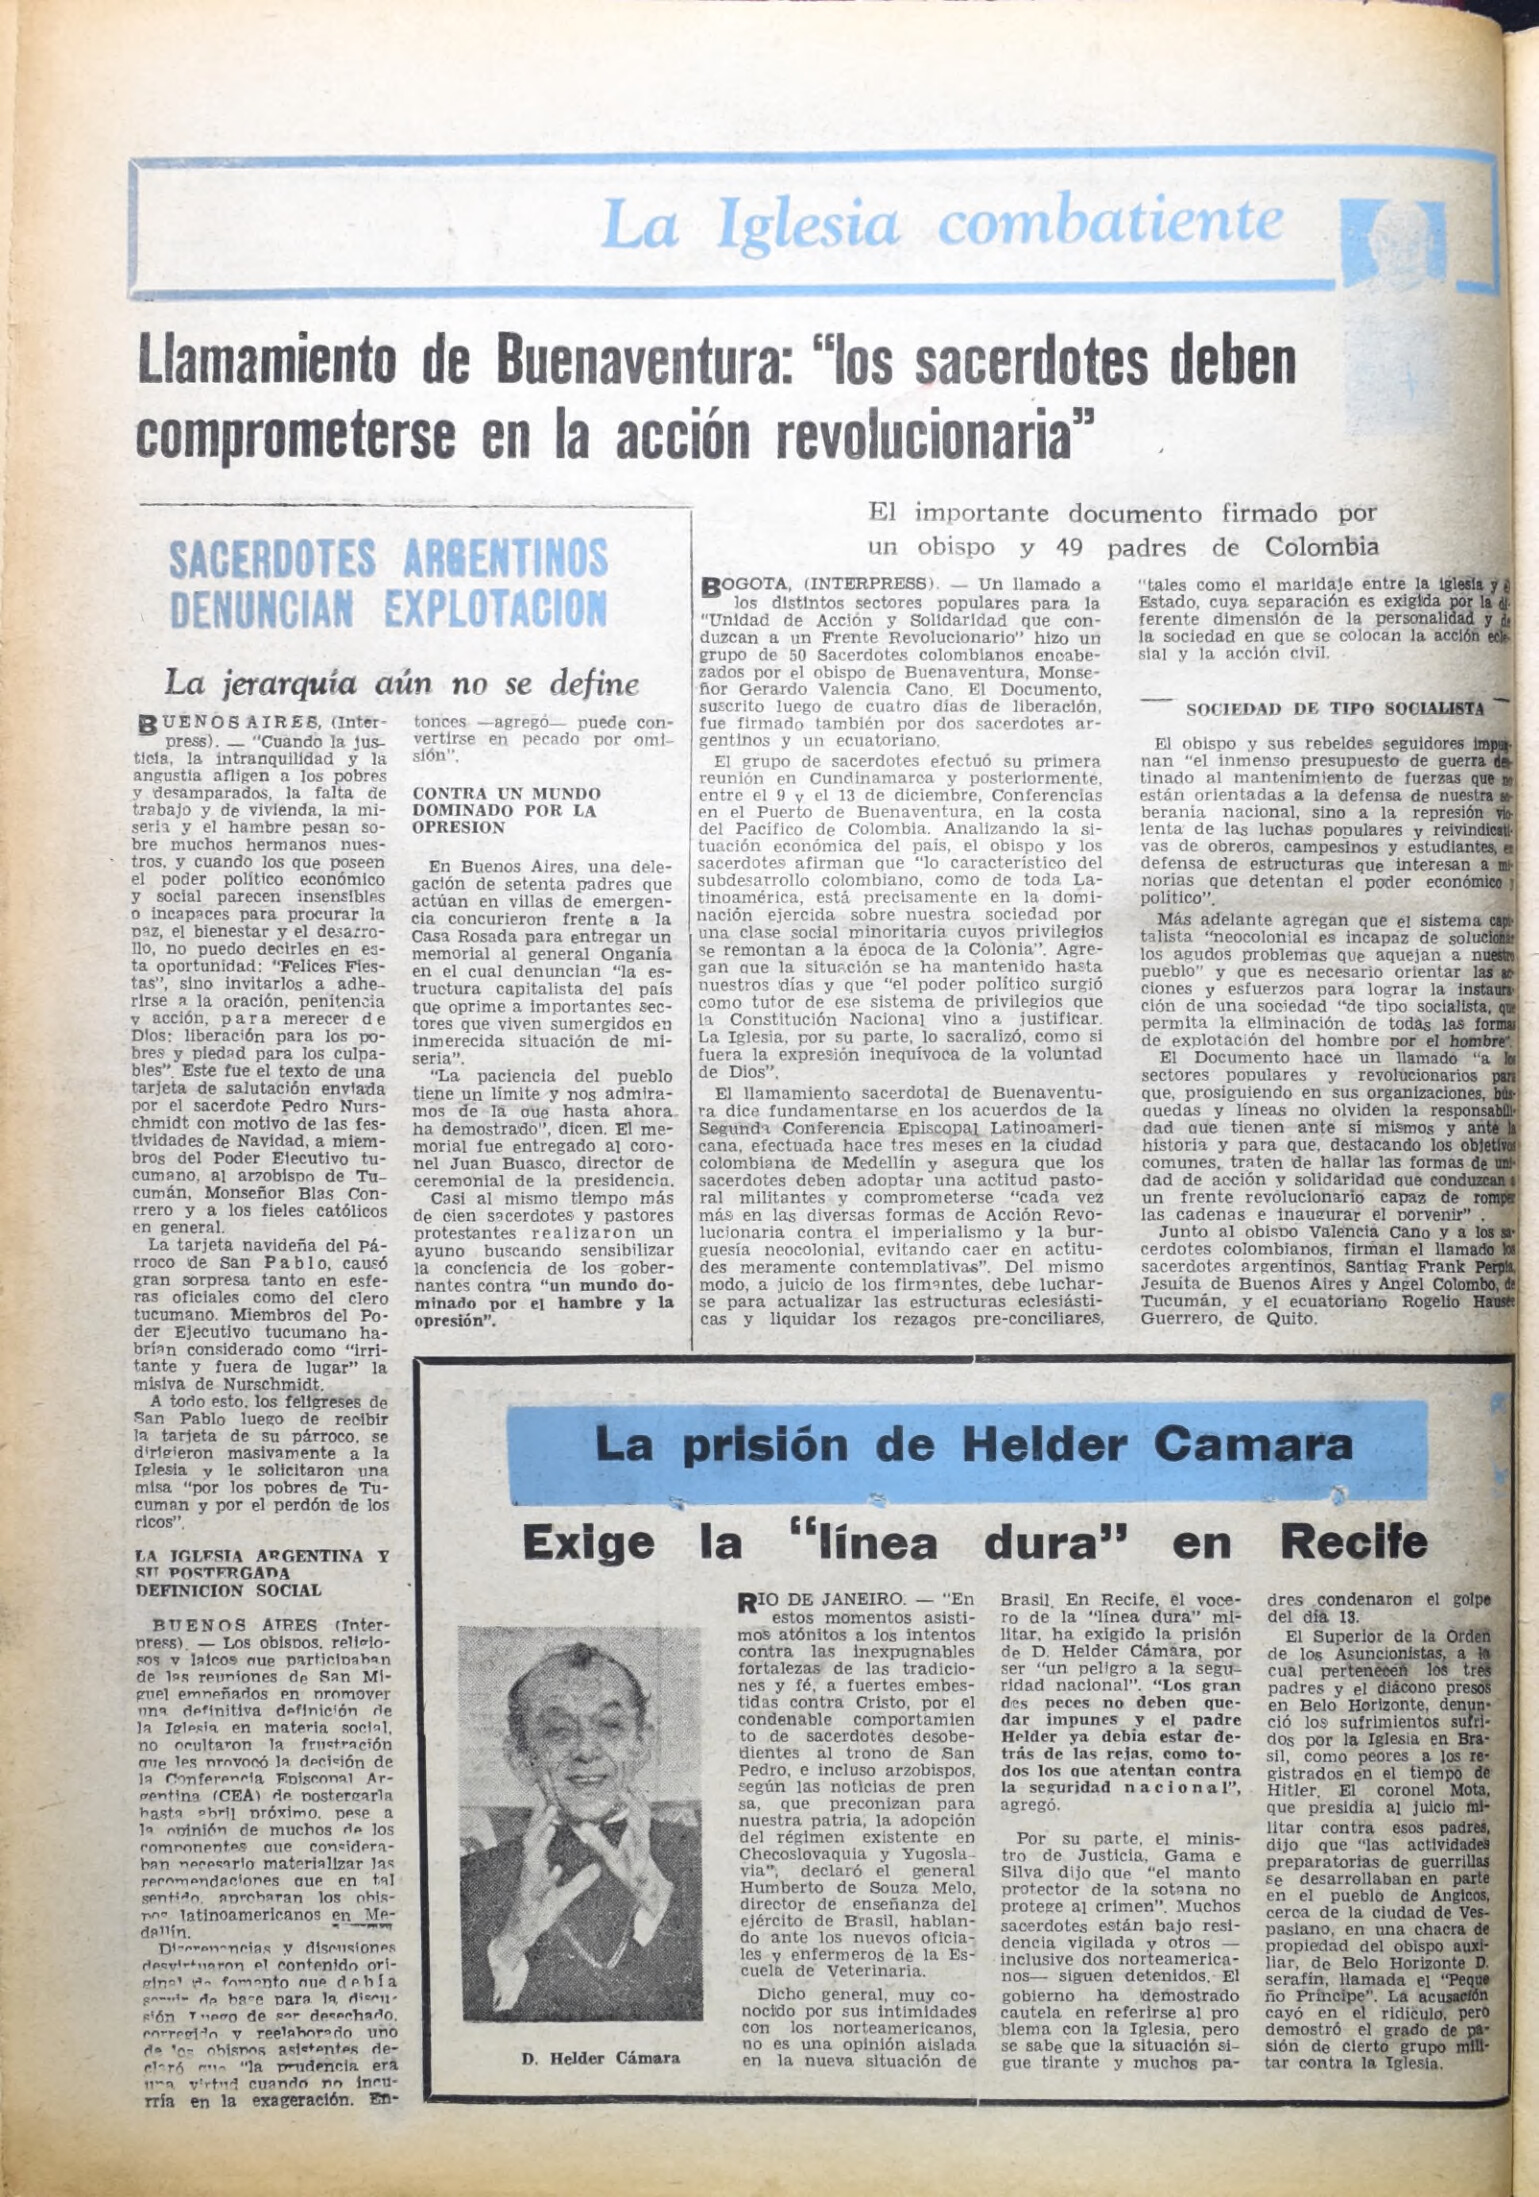 La Iglesia combatiente
Llamamiento de Buenaventura: "los sacerdotes deben
comprometerse en la acción revolucionaria"
SACERDOTES ARGENTINOS
DENUNCIAN EXPLOTACION
La jerarquía aún no se define
BUENOS AIRES, (Inter-
press). — "Cuando la jus-
ticia, la intranquilidad y la
angustia afligen a los pobres
y desamparados, la falta de
trabajo y de vivienda, la mi-
seria y el hambre pesan so-
bre muchos hermanos nues-
tros, y cuando los que poseen
el poder político económico
y social parecen insensibles
o incapaces para procurar la
paz, el bienestar y el desarro-
llo, no puedo decirles en es-
ta oportunidad: "Felices Fies-
tas", sino invitarlos a adhe-
rirse a la oración, penitencia
y acción, para merecer de
Dios: liberación para los po-
bres y piedad para los culpa-
bles". Este fue el texto de una
tarjeta de salutación enviada
por el sacerdote Pedro Nurs-
chmidt con motivo de las fes-
tividades de Navidad, a miem-
bros del Poder Ejecutivo tu-
cumano, al arzobispo de Tu-
cumán, Monseñor Blas Con-
rrero y a los fieles católicos
en general.
La tarjeta navideña del Pá-
rroco de San Pablo, causó
gran sorpresa tanto en esfe-
ras oficiales como del clero
tucumano. Miembros del Po-
der Ejecutivo tucumano ha-
brían considerado como "irri-
tante y fuera de lugar" la
misiva de Nurschmidt.
A todo esto, los feligreses de
San Pablo luego de recibir
la tarjeta de su párroco, se
dirigieron masivamente a la
Iglesia y le solicitaron una
misa "por los pobres de Tu-
cuman y por el perdón de los
ricos".
LA IGLESIA ARGENTINA Y
SU POSTERGADA
DEFINICION SOCIAL
BUENOS AIRES (Inter-
press). — Los obispos, religio-
sos y laicos que participaban
de las reuniones de San Mi-
guel empeñados en promover
una definitiva definición de
la Iglesia en materia social,
no ocultaron la frustración
que les provocó la decisión de
la Conferencia Episcopal Ar-
gentina (CEA) de postergarla
hasta abril próximo, pese a
la opinión de muchos de los
componentes que considera-
ban necesario materializar las
recomendaciones que en tal
sentido, aprobaran los obis-
pos latinoamericanos en Me-
dellín.
Discrepancias y discusiones
desvirtuaron el contenido ori-
ginal de fomento que debía
servir de base para la discu-
sión. Luego de ser desechado,
corregido y reelaborado uno
de los obispos asistentes de-
claró que "la prudencia era
una virtud cuando no incu-
rría en la exageración. En-
tonces —agregó— puede con-
vertirse en pecado por omi-
sión".
CONTRA UN MUNDO
DOMINADO POR LA
OPRESION
En Buenos Aires, una dele-
gación de setenta padres que
actúan en villas de emergen-
cia concurieron frente a la
Casa Rosada para entregar un
memorial al general Onganía
en el cual denuncian "la es-
tructura capitalista del país
que oprime a importantes sec-
tores que viven sumergidos en
inmerecida situación de mi-
seria".
"La paciencia del pueblo
tiene un límite y nos admira-
mos de la que hasta ahora
ha demostrado", dicen. El me-
morial fue entregado al coro-
nel Juan Buasco, director de
ceremonial de la presidencia.
Casi al mismo tiempo más
de cien sacerdotes y pastores
protestantes realizaron un
ayuno buscando sensibilizar
la conciencia de los gober-
nantes contra "un mundo do-
minado por el hambre y la
opresión".
El importante documento firmado por
un obispo y 49 padres de Colombia
BOGOTA, (INTERPRESS). — Un llamado a
los distintos sectores populares para la
"Unidad de Acción y Solidaridad que con-
duzcan a un Frente Revolucionario" hizo un
grupo de 50 Sacerdotes colombianos encabe-
zados por el obispo de Buenaventura, Monse-
ñor Gerardo Valencia Cano. El Documento,
suscrito luego de cuatro días de liberación,
fue firmado también por dos sacerdotes ar-
gentinos y un ecuatoriano.
El grupo de sacerdotes efectuó su primera
reunión en Cundinamarca y posteriormente,
entre el 9 y el 13 de diciembre, Conferencias
en el Puerto de Buenaventura, en la costa
del Pacífico de Colombia. Analizando la si-
tuación económica del país, el obispo y los
sacerdotes afirman que "lo característico del
subdesarrollo colombiano, como de toda La-
tinoamérica, está precisamente en la domi-
nación ejercida sobre nuestra sociedad por
una clase social minoritaria cuyos privilegios
se remontan a la época de la Colonia". Agre-
gan que la situación se ha mantenido hasta
nuestros días y que "el poder político surgió
como tutor de ese sistema de privilegios que
la Constitución Nacional vino a justificar.
La Iglesia, por su parte, lo sacralizó, como si
fuera la expresión inequívoca de la voluntad
de Dios".
El llamamiento sacerdotal de Buenaventu-
ra dice fundamentarse en los acuerdos de la
Segunda Conferencia Episcopal Latinoameri-
cana, efectuada hace tres meses en la ciudad
colombiana de Medellín y asegura que los
sacerdotes deben adoptar una actitud pasto-
ral militantes y comprometerse "cada vez
más en las diversas formas de Acción Revo-
lucionaria contra el imperialismo y la bur-
guesía neocolonial, evitando caer en actitu-
des meramente contemplativas". Del mismo
modo, a juicio de los firmantes, debe luchar-
se para actualizar las estructuras eclesiásti-
cas y liquidar los rezagos pre-conciliares,
"tales como el maridaje entre la iglesia y el
Estado, cuya separación es exigida por la di-
ferente dimensión de la personalidad y de
la sociedad en que se colocan la acción ecle-
sial y la acción civil.
SOCIEDAD DE TIPO SOCIALISTA
El obispo y sus rebeldes seguidores impug-
nan "el inmenso presupuesto de guerra des-
tinado al mantenimiento de fuerzas que no
están orientadas a la defensa de nuestra so-
beranía nacional, sino a la represión vio-
lenta de las luchas populares y reivindicati-
vas de obreros, campesinos y estudiantes, en
defensa de estructuras que interesan a mi-
norías que detentan el poder económico y
político".
Más adelante agregan que el sistema capi-
talista "neocolonial es incapaz de solucionar
los agudos problemas que aquejan a nuestro
pueblo" y que es necesario orientar las ac-
ciones y esfuerzos para lograr la instaura-
ción de una sociedad "de tipo socialista, que
permita la eliminación de todas las formas
de explotación del hombre por el hombre".
El Documento hace un llamado "a los
sectores populares y revolucionarios para
que, prosiguiendo en sus organizaciones, bús-
quedas y líneas no olviden la responsabili-
dad que tienen ante sí mismos y ante la
historia y para que, destacando los objetivos
comunes, traten de hallar las formas de uni-
dad de acción y solidaridad que conduzcan a
un frente revolucionario capaz de romper
las cadenas e inaugurar el porvenir".
Junto al obispo Valencia Cano y a los sa-
cerdotes colombianos, firman el llamado los
sacerdotes argentinos, Santiag Frank Perpla,
Jesuíta de Buenos Aires y Angel Colombo, de
Tucumán, y el ecuatoriano Rogelio
Guerrero, de Quito.
La prisión de Helder Camara
Exige la "línea dura" en Recife
D. Helder Cámara
RIO DE JANEIRO. — "En
estos momentos asisti-
mos atónitos a los intentos
contra las inexpugnables
fortalezas de las tradicio-
nes y fé, a fuertes embes-
tidas contra Cristo, por el
condenable comportamien
to de sacerdotes desobe-
dientes al trono de San
Pedro, e incluso arzobispos,
según las noticias de pren
sa, que preconizan para
nuestra patria, la adopción
del régimen existente en
Checoslovaquia y Yugosla-
via", declaró el general
Humberto de Souza Melo,
director de enseñanza del
ejército de Brasil, hablan-
do ante los nuevos oficia-
les y enfermeros de la Es-
cuela de Veterinaria.
Dicho general, muy co-
nocido por sus intimidades
con los norteamericanos,
no es una opinión aislada
en la nueva situación de
Brasil. En Recife, el voce-
ro de la "línea dura" mi-
litar, ha exigido la prisión
de D. Helder Cámara, por
ser "un peligro a la segu-
ridad nacional". "Los gran
des peces no deben que-
dar impunes y el padre
Helder ya debía estar de-
trás de las rejas, como to-
dos los que atentan contra
la seguridad nacional",
agregó.
Por su parte, el minis-
tro de Justicia, Gama e
Silva dijo que "el manto
protector de la sotana no
protege al crimen". Muchos
sacerdotes están bajo resi-
dencia vigilada y otros —
inclusive dos norteamerica-
nos— siguen detenidos. El
gobierno ha demostrado
cautela en referirse al pro
blema con la Iglesia, pero
se sabe que la situación si-
gue tirante y muchos pa-
dres condenaron el golpe
del día 13.
El Superior de la Orden
de los Asuncionistas, a la
cual pertenecen los tres
padres y el diácono presos
en Belo Horizonte, denun-
ció los sufrimientos sufri-
dos por la Iglesia en Bra-
sil, como peores a los re-
gistrados en el tiempo de
Hitler. El coronel Mota,
que presidia al juicio mi-
litar contra esos padres,
dijo que "las actividades
preparatorias de guerrillas
se desarrollaban en parte
en el pueblo de Angicos,
cerca de la ciudad de Ves-
pasiano, en una chacra de
propiedad del obispo auxi-
liar, de Belo Horizonte D.
serafín, llamada el "Peque
ño Príncipe". La acusación
cayó en el ridículo, pero
demostró el grado de pa-
sión de cierto grupo mili-
tar contra la Iglesia.